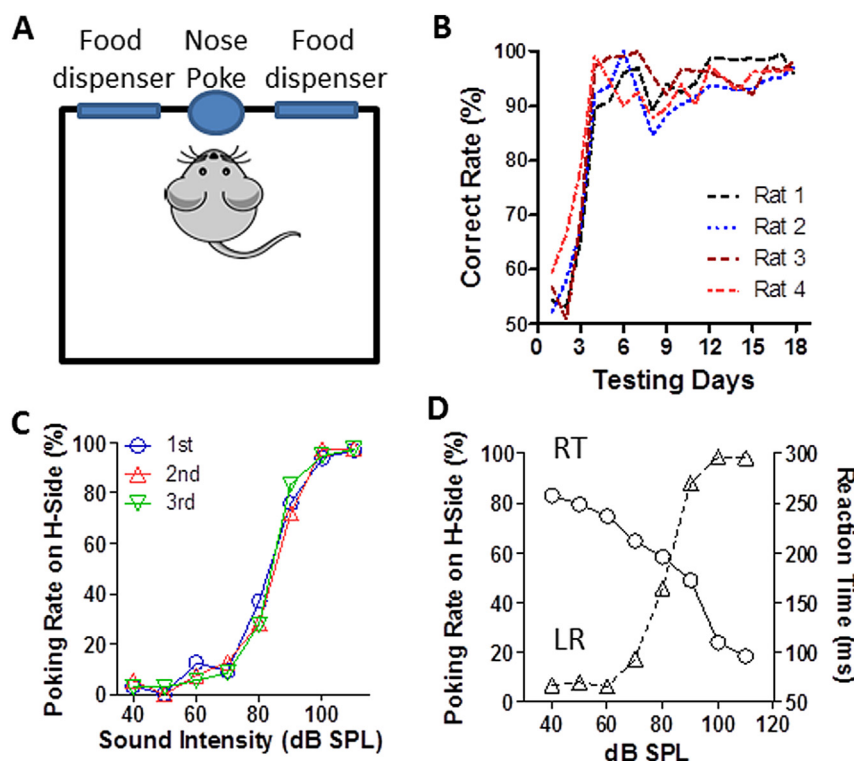 A
Food dispenser
Nose Poke
Food dispenser
B
Correct Rate (%)
100
90
80
70
60
50
0 3 6 9 12 15 18
Testing Days
Rat 1
Rat 2
Rat 3
Rat 4
C
Poking Rate on H-Side (%)
100
80
60
40
20
0
40 60 80 100
Sound Intensity (dB SPL)
1st
2nd
3rd
D
Poking Rate on H-Side (%)
100
80
60
40
20
0
RT
LR
40 60 80 100 120
dB SPL
300
250
200
150
100
50
Reaction Time (ms)